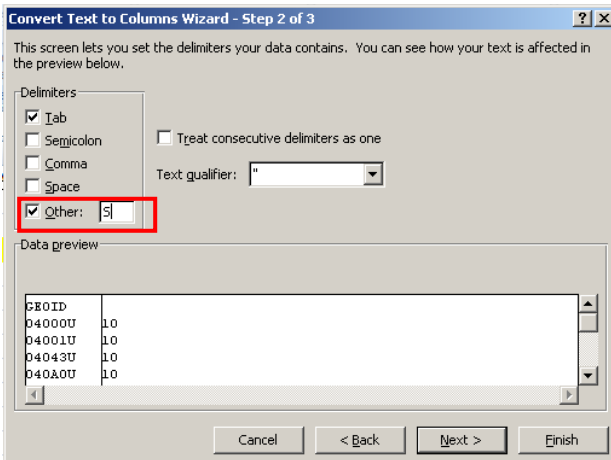 Convert Text to Columns Wizard - Step 2 of 3
This screen lets you set the delimiters your data contains. You can see how your text is affected in
the preview below.
Delimiters
Tab
Semicolon
Comma
Space
Other: S
Treat consecutive delimiters as one
Text qualifier: "
Data preview
GEOID
04000U 10
04001U 10
04043U 10
040A0U 10
Cancel
< Back
Next >
Finish